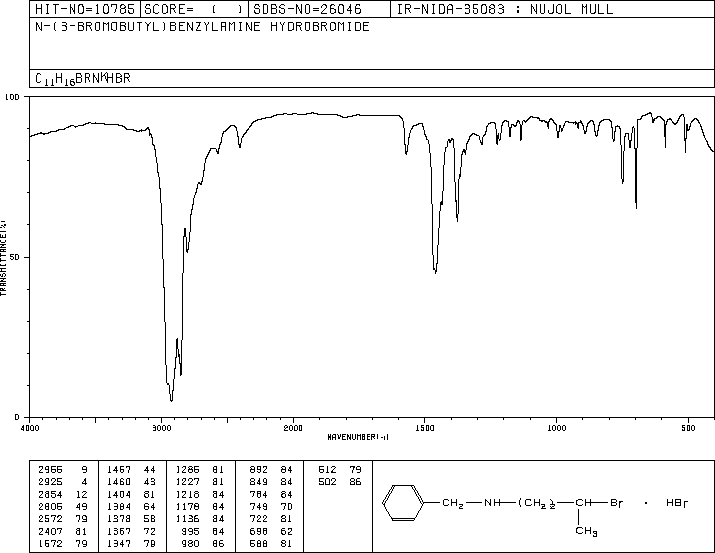 HIT-NO=10785 SCORE= ( ) SDBS-NO=26046 IR-NIDA-35083 : NUJOL MULL
N-(3-BROMOBUTYL)BENZYLAMINE HYDROBROMIDE
C11H16BRN HBR
100
50
0
TRANSMITTANCE(%)
4000 3000 2000 1500 1000 500
WAVENUMBER(-1)
2966 9 1467 44 1286 81 892 84 512 79
2925 4 1460 43 1227 81 849 84 502 86
2854 12 1404 81 1218 84 784 84
2805 49 1384 64 1178 84 749 70
2572 79 1378 58 1136 84 722 81
2407 81 1367 72 995 84 698 62
1572 79 1347 79 980 86 588 81
CH2 NH (CH2)2 CH Br · HBr
CH3